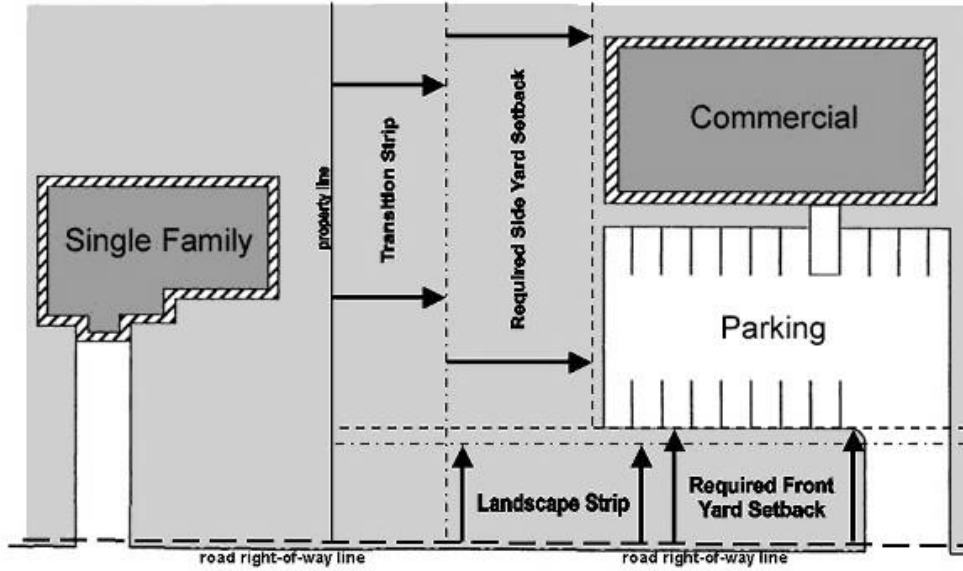 Commercial
Single Family
property line
Transition Strip
Required Side Yard Setback
Parking
Landscape Strip
Required Front
Yard Setback
road right-of-way line
road right-of-way line